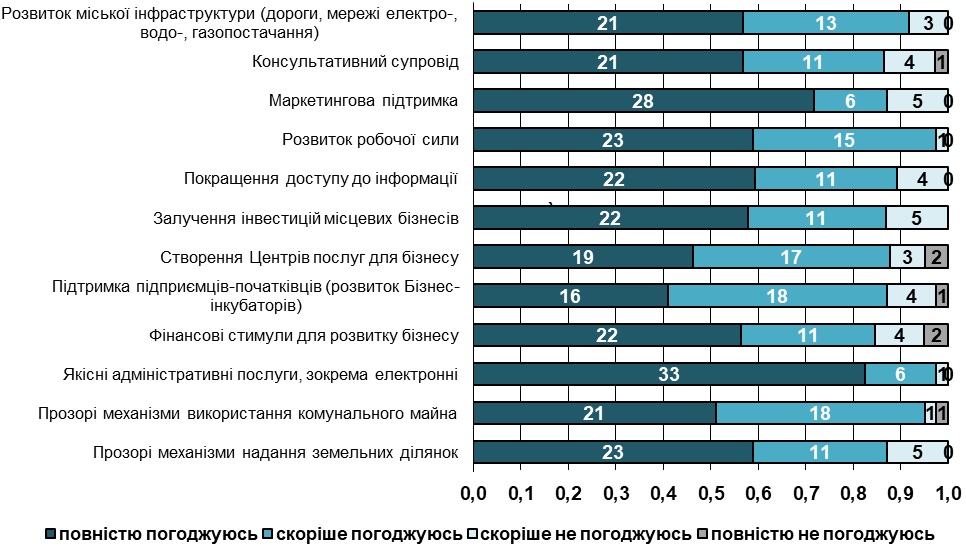 Розвиток міської інфраструктури (дороги, мережі електро-,
водо-, газопостачання)
21 13 3 0
Консультативний супровід
21 11 4 1
Маркетингова підтримка
28 6 5 0
Розвиток робочої сили
23 15 1 0
Покращення доступу до інформації
22 11 4 0
Залучення інвестицій місцевих бізнесів
22 11 5
Створення Центрів послуг для бізнесу
19 17 3 2
Підтримка підприємців-початківців (розвиток Бізнес-
інкубаторів)
16 18 4 1
Фінансові стимули для розвитку бізнесу
22 11 4 2
Якісні адміністративні послуги, зокрема електронні
33 6 1 0
Прозорі механізми використання комунального майна
21 18 1 1
Прозорі механізми надання земельних ділянок
23 11 5 0
0,0 0,1 0,2 0,3 0,4 0,5 0,6 0,7 0,8 0,9 1,0
повністю погоджуюсь скоріше погоджуюсь скоріше не погоджуюсь повністю не погоджуюсь